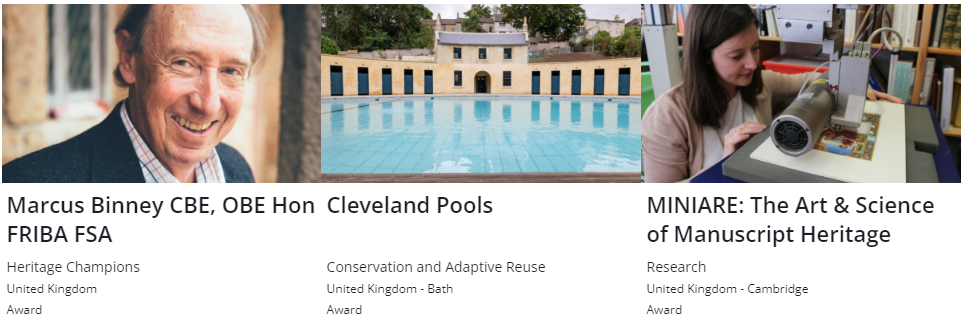 Marcus Binney CBE, OBE Hon
FRIBA FSA
Heritage Champions
United Kingdom
Award
Cleveland Pools
Conservation and Adaptive Reuse
United Kingdom - Bath
Award
MINIARE: The Art & Science
of Manuscript Heritage
Research
United Kingdom - Cambridge
Award